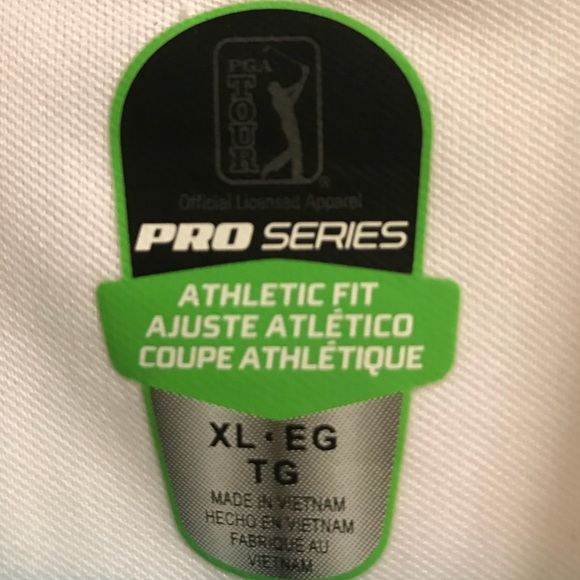 PGA
TOUR
®
Official Licensed Apparel
PRO SERIES
ATHLETIC FIT
AJUSTE ATLÉTICO
COUPE ATHLÉTIQUE
XL · EG
TG
MADE IN VIETNAM
HECHO EN VIETNAM
FABRIQUE AU
VIETNAM